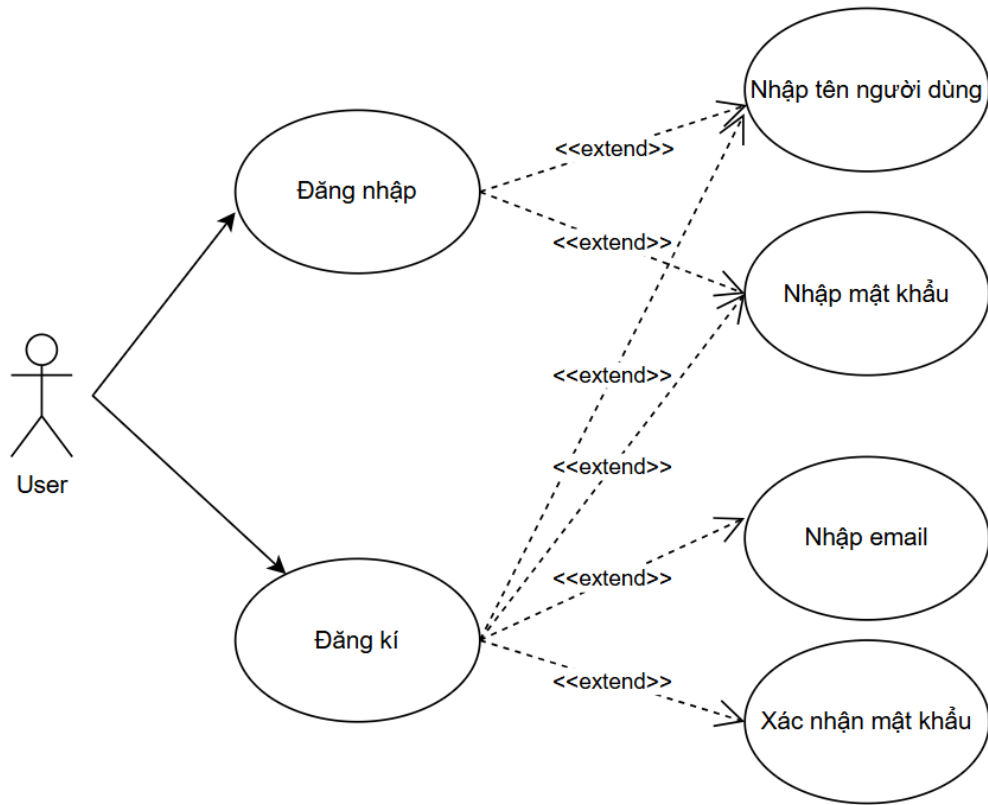 Nhập tên người dùng
<<extend>>
Đăng nhập
<<extend>>
Nhập mật khẩu
<<extend>>
<<extend>>
User
Nhập email
<<extend>>
Đăng kí
<<extend>>
Xác nhận mật khẩu